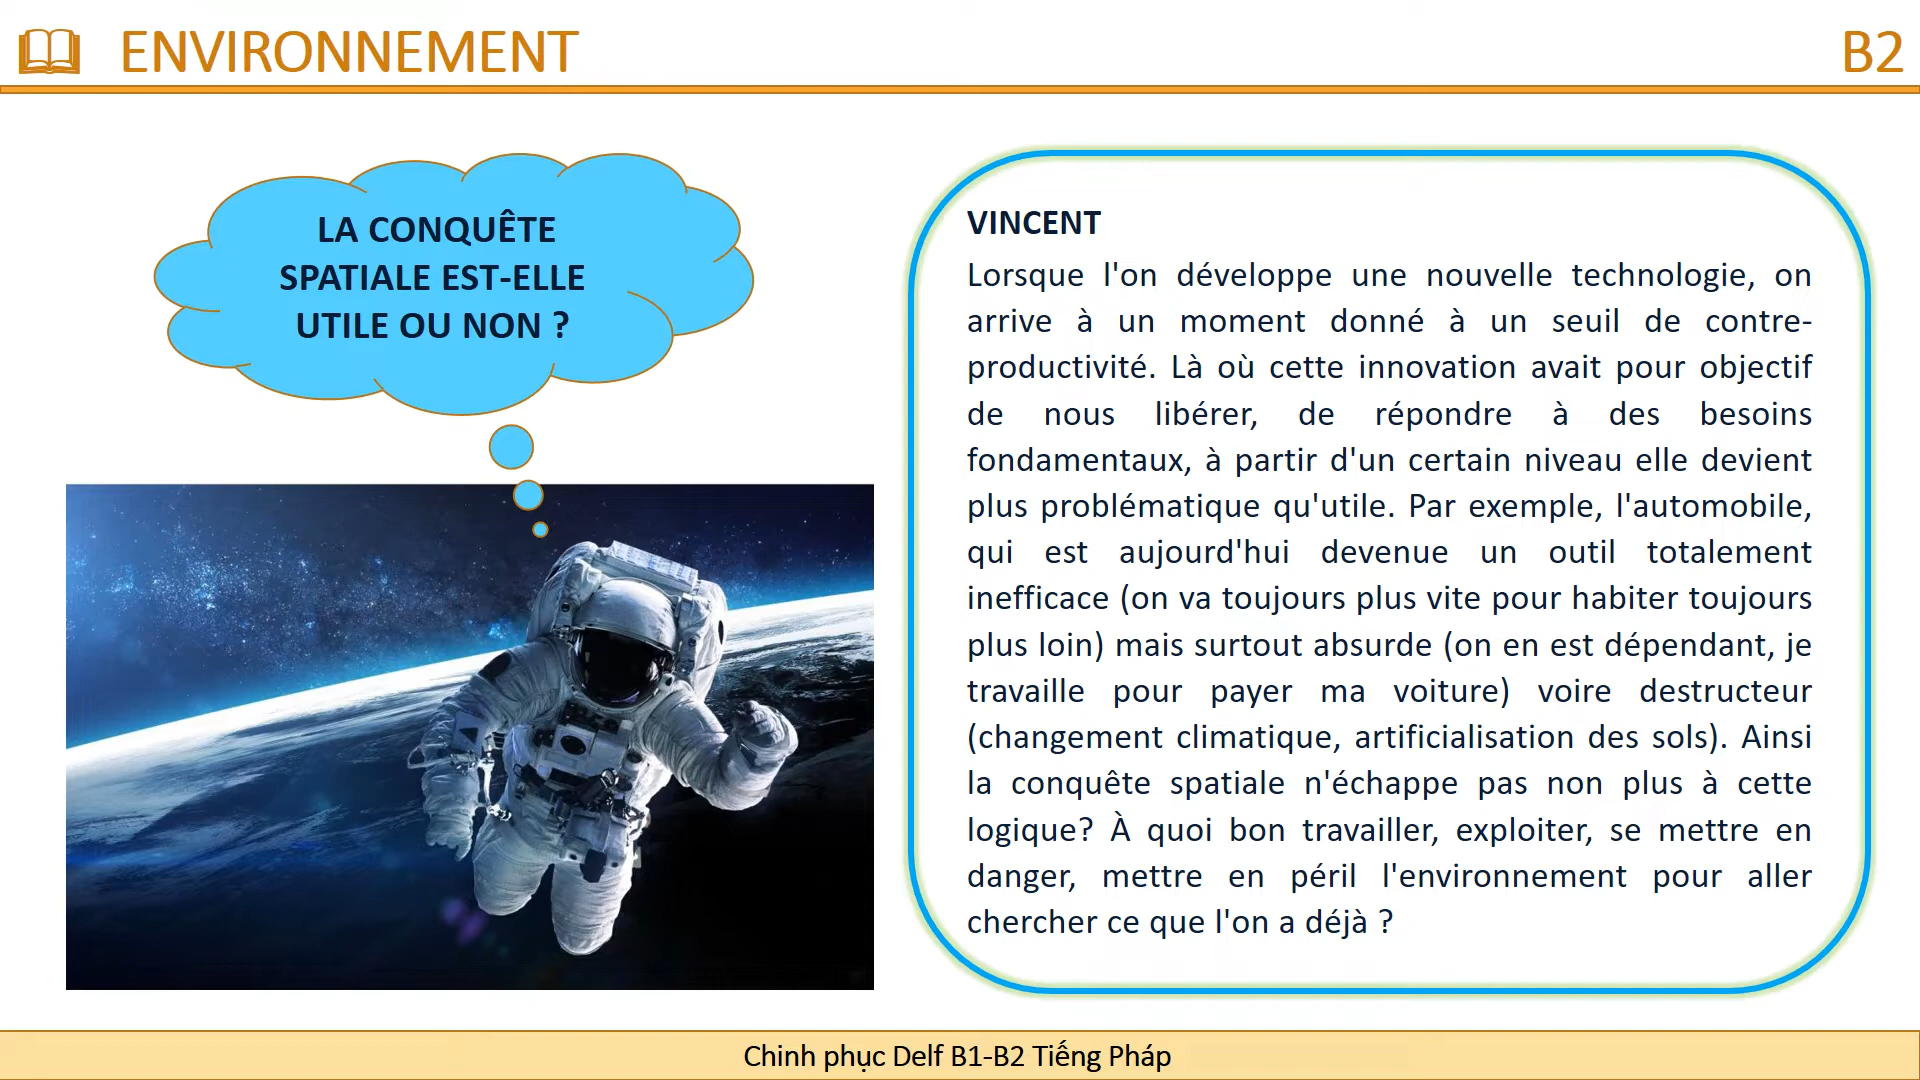 ENVIRONNEMENT
B2
LA CONQUÊTE
SPATIALE EST-ELLE
UTILE OU NON ?
VINCENT
Lorsque l'on développe une nouvelle technologie, on
arrive à un moment donné à un seuil de contre-
productivité. Là où cette innovation avait pour objectif
de nous libérer, de répondre à des besoins
fondamentaux, à partir d'un certain niveau elle devient
plus problématique qu'utile. Par exemple, l'automobile,
qui est aujourd'hui devenue un outil totalement
inefficace (on va toujours plus vite pour habiter toujours
plus loin) mais surtout absurde (on en est dépendant, je
travaille pour payer ma voiture) voire destructeur
(changement climatique, artificialisation des sols). Ainsi
la conquête spatiale n'échappe pas non plus à cette
logique? À quoi bon travailler, exploiter, se mettre en
danger, mettre en péril l'environnement pour aller
chercher ce que l'on a déjà ?
Chinh phục Delf B1-B2 Tiếng Pháp